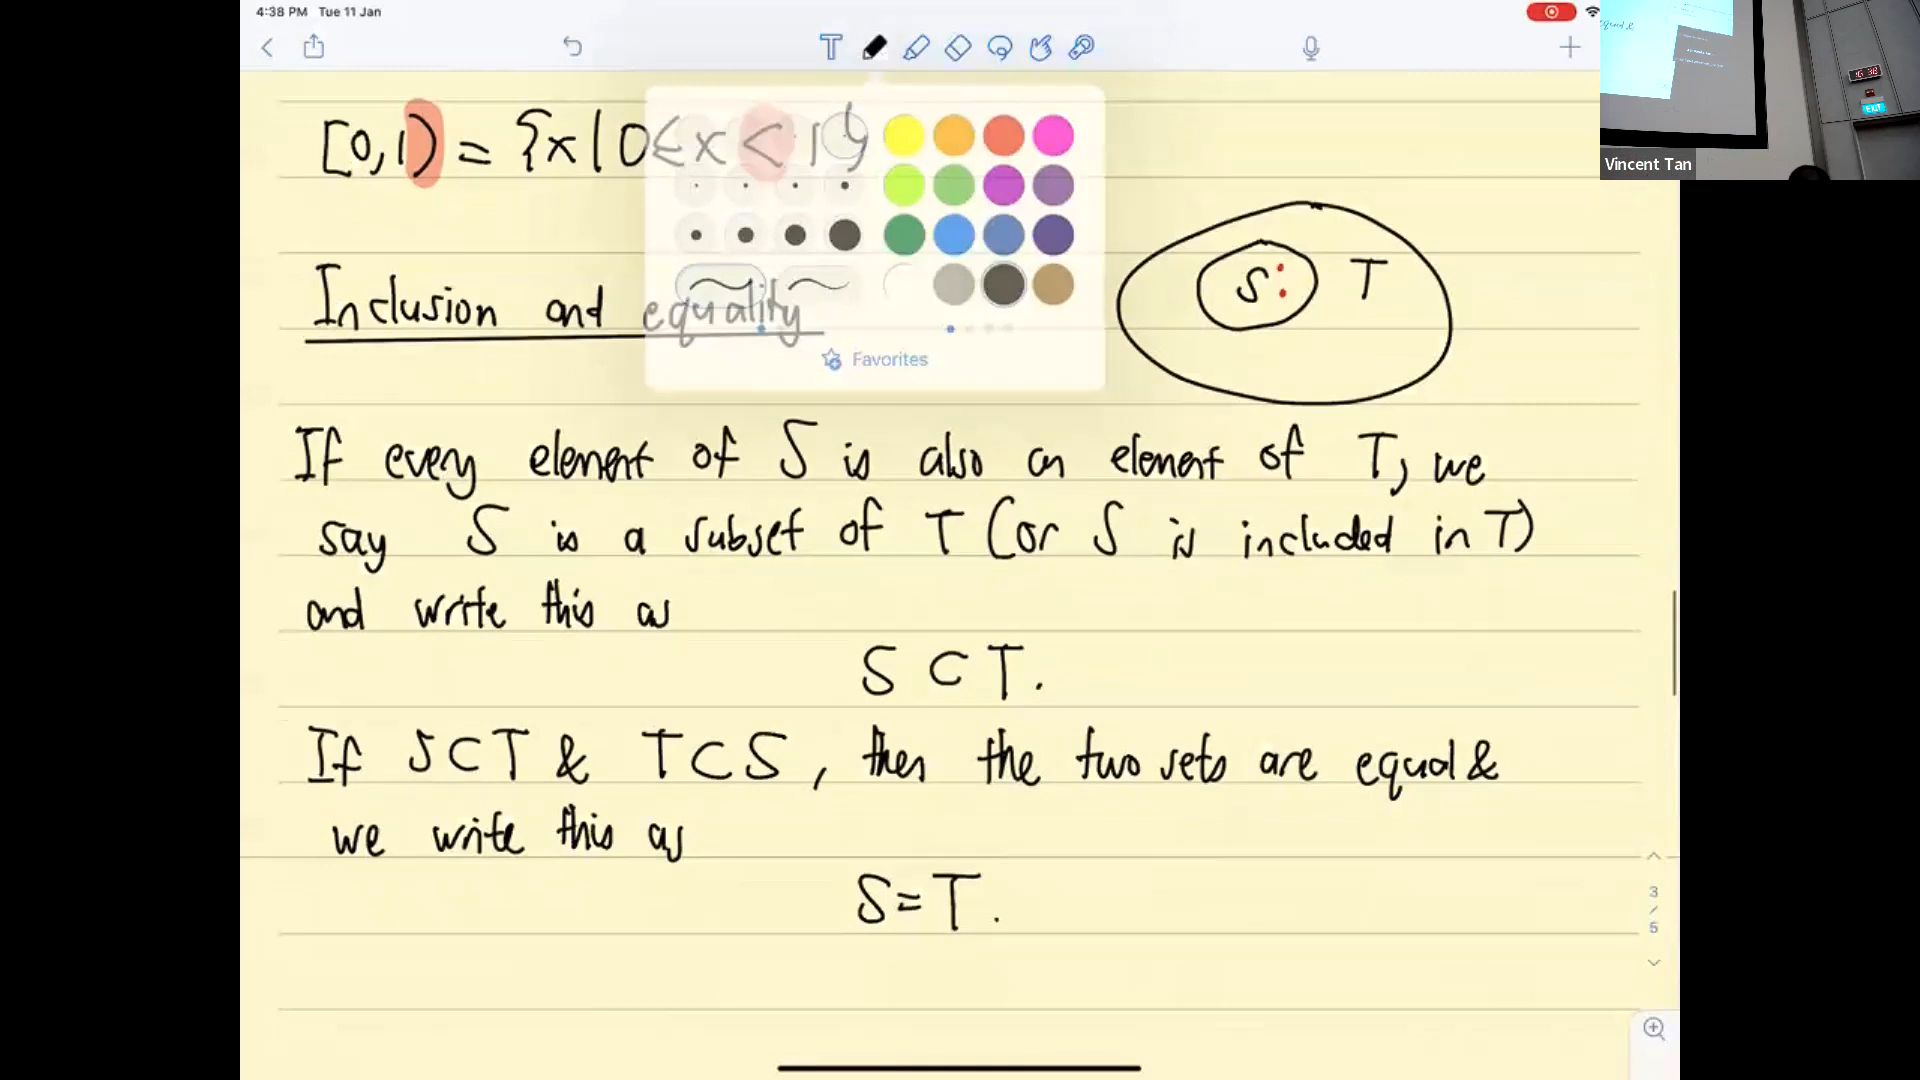 4:38 PM Tue 11 Jan
[0,1) = {x | 0 ≤ x < 1}
Inclusion and equality
S T
Favorites
If every element of S is also an element of T, we
say S is a subset of T (or S is included in T)
and write this as
S ⊂ T.
If S⊂T & T⊂S, then the two sets are equal &
we write this as
S=T.
3
/
5
equal &
EXIT
Vincent Tan